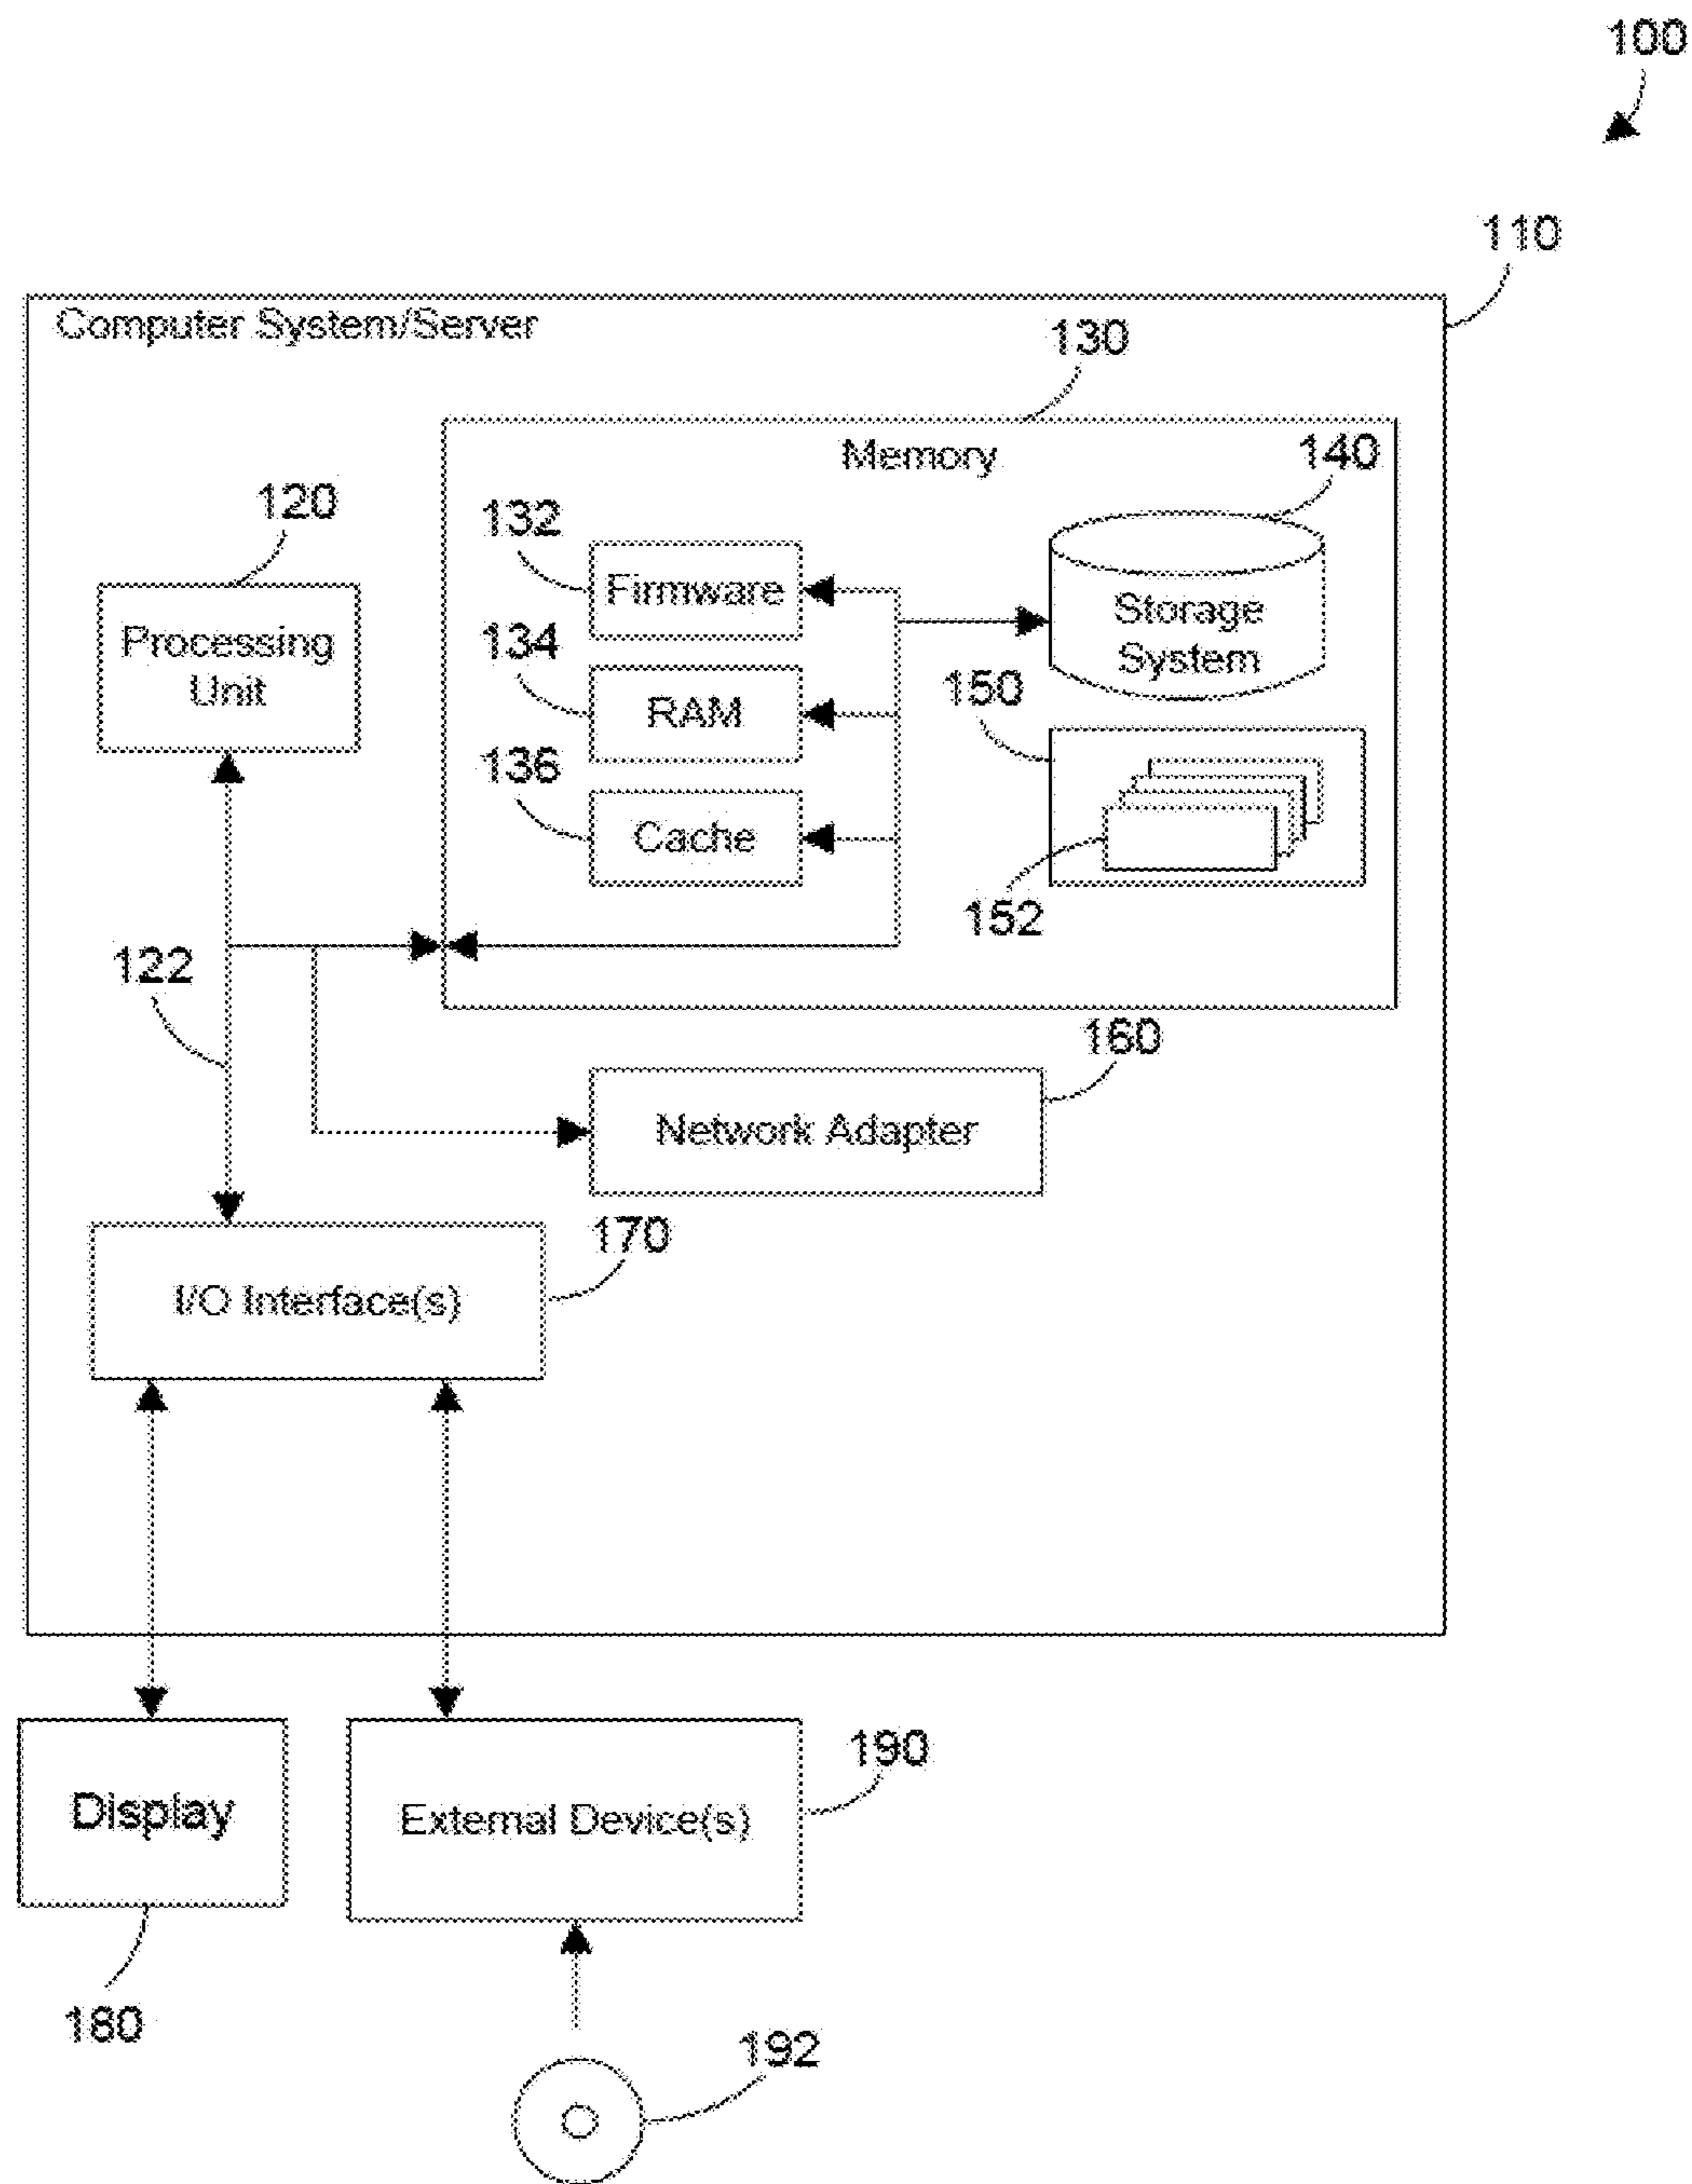 100
110
Computer System/Server
130
Memory
140
120
132
Firmware
Storage
System
Processing
Unit
134
RAM
150
136
Cache
152
122
160
Network Adapter
170
I/O Interface(s)
190
Display
External Device(s)
180
192